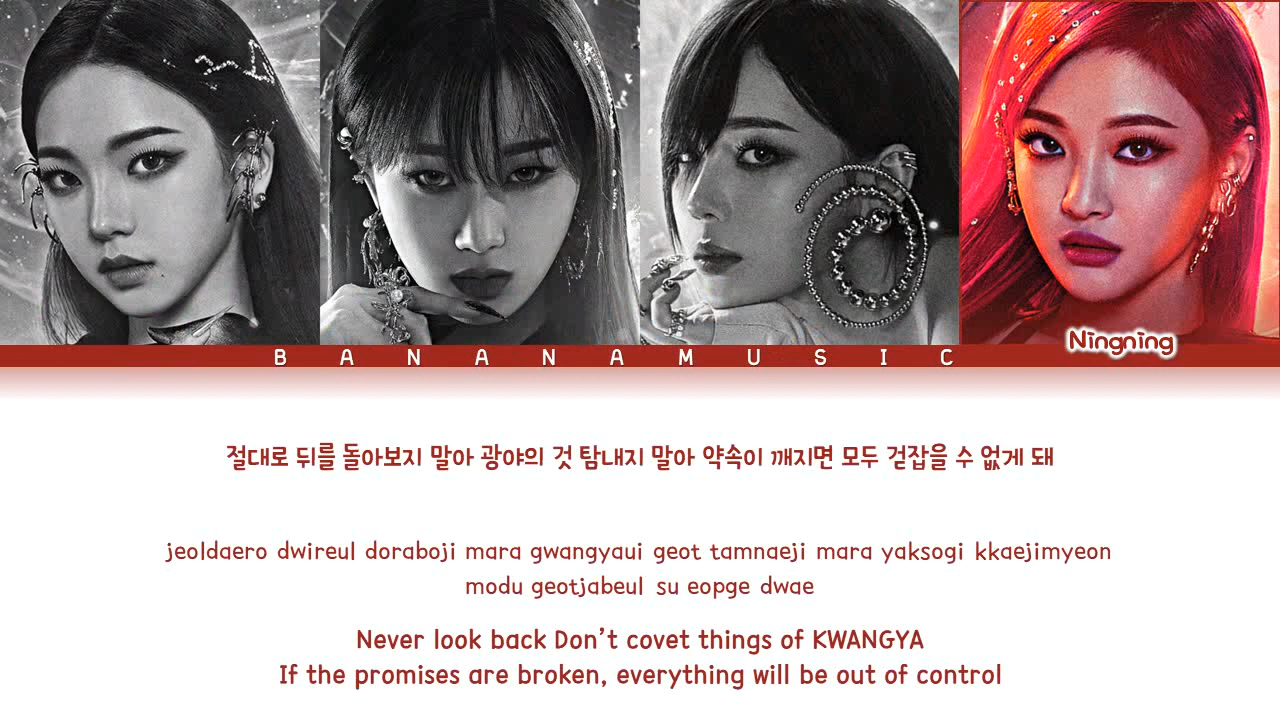 Ningning
BANANAMUSIC
절대로 뒤를 돌아보지 말아 광야의 것 탐내지 말아 약속이 깨지면 모두 걷잡을 수 없게 돼
jeoldaero dwireul doraboji mara gwangyaui geot tamnaeji mara yaksogi kkaejimyeon
modu geotjabeul su eopge dwae
Never look back Don't covet things of KWANGYA
If the promises are broken, everything will be out of control